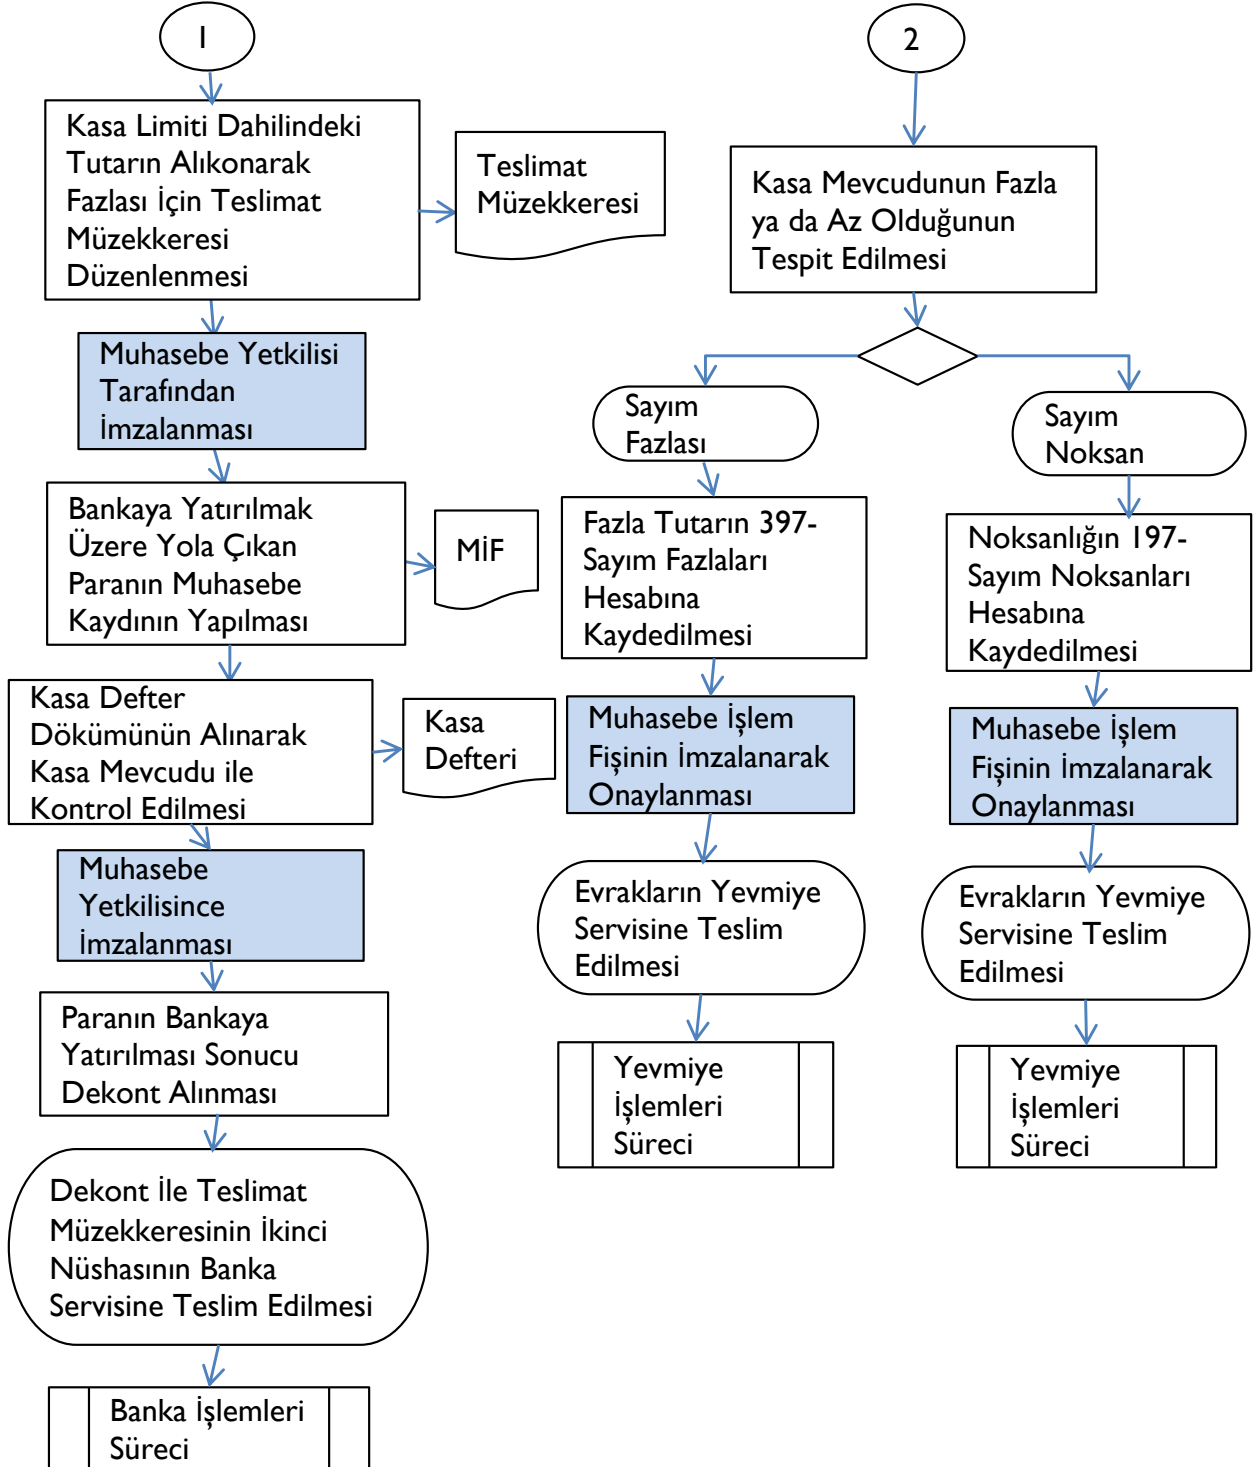 1
Kasa Limiti Dahilindeki
Tutarın Alıkonarak
Fazlası İçin Teslimat
Müzekkeresi
Düzenlenmesi
Teslimat
Müzekkeresi
Muhasebe Yetkilisi
Tarafından
İmzalanması
Bankaya Yatırılmak
Üzere Yola Çıkan
Paranın Muhasebe
Kaydının Yapılması
MİF
Kasa Defter
Dökümünün Alınarak
Kasa Mevcudu ile
Kontrol Edilmesi
Kasa
Defteri
Muhasebe
Yetkilisince
İmzalanması
Paranın Bankaya
Yatırılması Sonucu
Dekont Alınması
Dekont İle Teslimat
Müzekkeresinin İkinci
Nüshasının Banka
Servisine Teslim Edilmesi
Banka İşlemleri
Süreci
2
Kasa Mevcudunun Fazla
ya da Az Olduğunun
Tespit Edilmesi
Sayım
Fazlası
Fazla Tutarın 397-
Sayım Fazlaları
Hesabına
Kaydedilmesi
Muhasebe İşlem
Fişinin İmzalanarak
Onaylanması
Evrakların Yevmiye
Servisine Teslim
Edilmesi
Yevmiye
İşlemleri
Süreci
Sayım
Noksan
Noksanlığın 197-
Sayım Noksanları
Hesabına
Kaydedilmesi
Muhasebe İşlem
Fişinin İmzalanarak
Onaylanması
Evrakların Yevmiye
Servisine Teslim
Edilmesi
Yevmiye
İşlemleri
Süreci